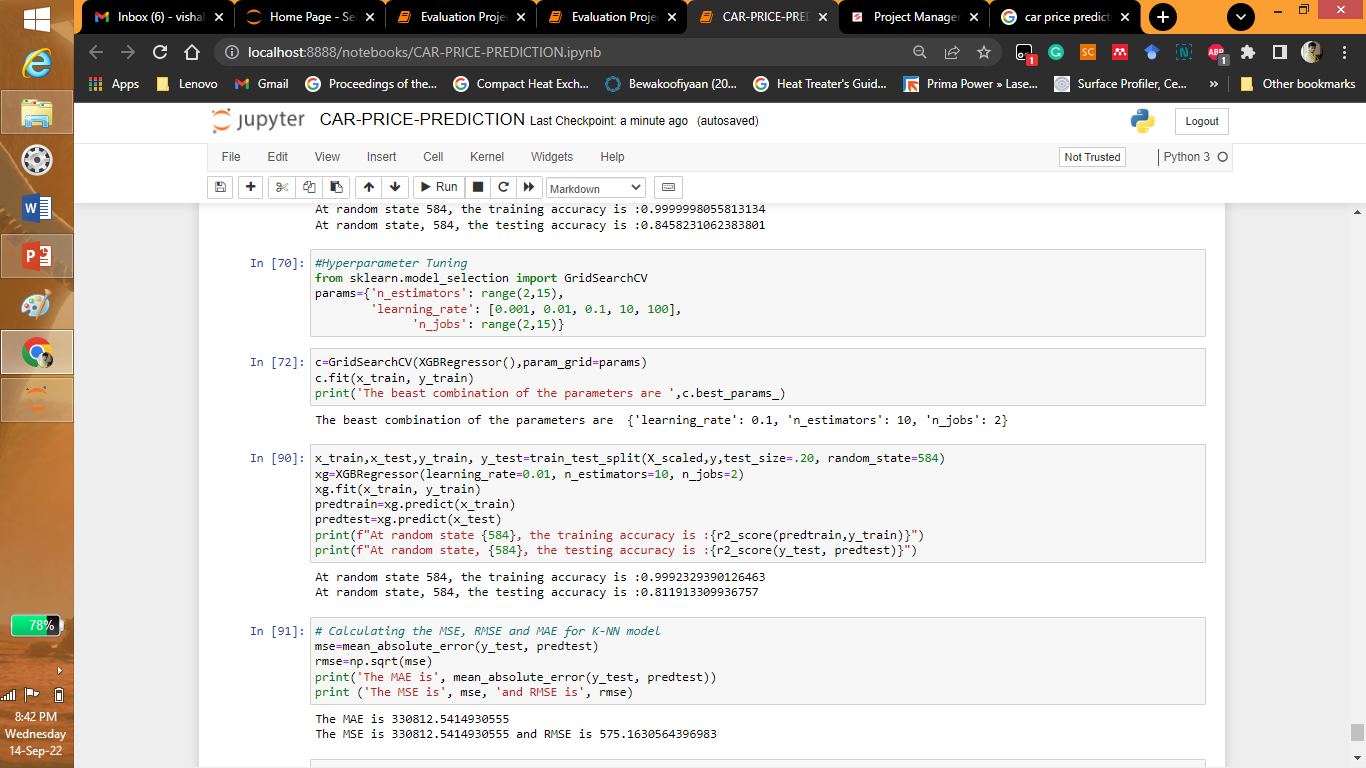 Inbox (6) - vishal
Home Page - Se
Evaluation Proje
Evaluation Proje
CAR-PRICE-PRED
Project Manager
car price predict
localhost:8888/notebooks/CAR-PRICE-PREDICTION.ipynb
Apps
Lenovo
Gmail
Proceedings of the...
Compact Heat Exch...
Bewakoofiyaan (20...
Heat Treater's Guid...
Prima Power » Lase...
Surface Profiler, Ce...
»
Other bookmarks
jupyter CAR-PRICE-PREDICTION Last Checkpoint: a minute ago (autosaved)
Logout
File Edit View Insert Cell Kernel Widgets Help
Not Trusted
Python 3
Run
Markdown
At random state 584, the training accuracy is :0.9999998055813134
At random state, 584, the testing accuracy is :0.8458231062383801
In [70]: #Hyperparameter Tuning
from sklearn.model_selection import GridSearchCV
params={'n_estimators': range(2,15),
'learning_rate': [0.001, 0.01, 0.1, 10, 100],
'n_jobs': range(2,15)}
In [72]: c=GridSearchCV(XGBRegressor(),param_grid=params)
c.fit(x_train, y_train)
print('The beast combination of the parameters are ',c.best_params_)
The beast combination of the parameters are  {'learning_rate': 0.1, 'n_estimators': 10, 'n_jobs': 2}
In [90]: x_train,x_test,y_train, y_test=train_test_split(X_scaled,y,test_size=.20, random_state=584)
xg=XGBRegressor(learning_rate=0.01, n_estimators=10, n_jobs=2)
xg.fit(x_train, y_train)
predtrain=xg.predict(x_train)
predtest=xg.predict(x_test)
print(f"At random state {584}, the training accuracy is :{r2_score(predtrain,y_train)}")
print(f"At random state, {584}, the testing accuracy is :{r2_score(y_test, predtest)}")
At random state 584, the training accuracy is :0.9992329390126463
At random state, 584, the testing accuracy is :0.811913309936757
In [91]: # Calculating the MSE, RMSE and MAE for K-NN model
mse=mean_absolute_error(y_test, predtest)
rmse=np.sqrt(mse)
print('The MAE is', mean_absolute_error(y_test, predtest))
print ('The MSE is', mse, 'and RMSE is', rmse)
The MAE is 330812.5414930555
The MSE is 330812.5414930555 and RMSE is 575.1630564396983
78%
8:42 PM
Wednesday
14-Sep-22